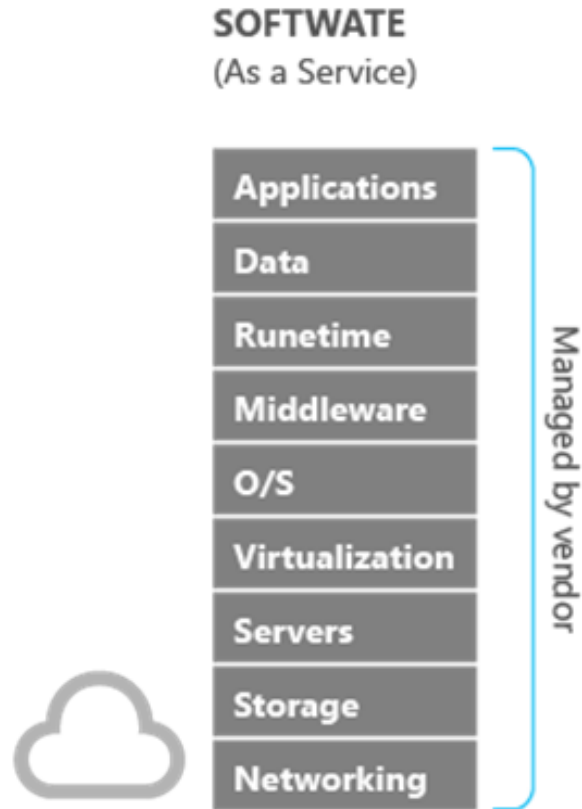 SOFTWATE
(As a Service)
Applications
Data
Runetime
Middleware
O/S
Virtualization
Servers
Storage
Networking
Managed by vendor